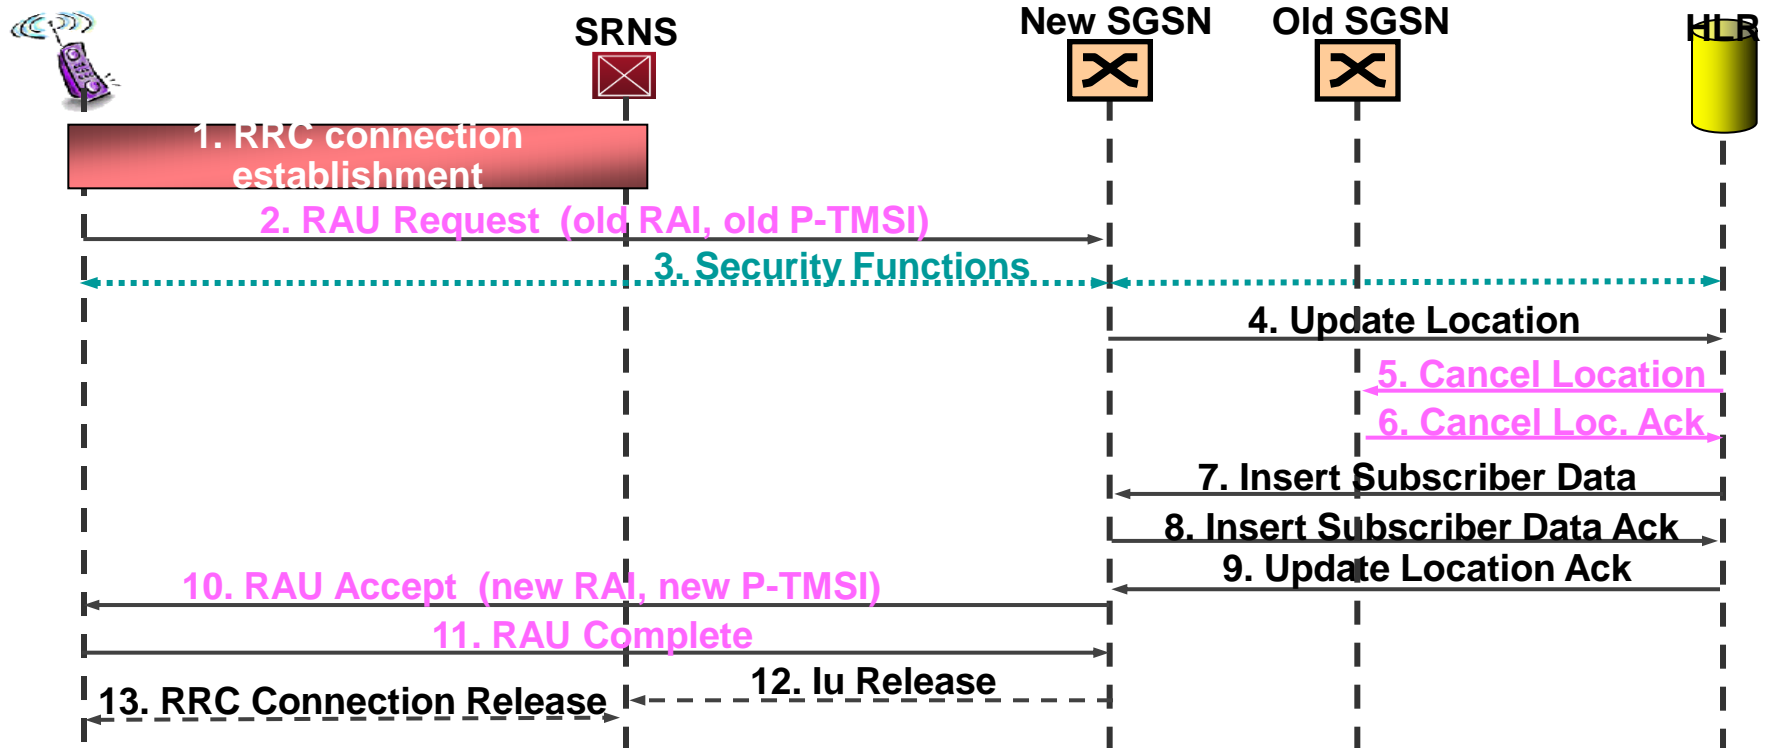 SRNS
New SGSN
Old SGSN
HLR
1. RRC connection
establishment
2. RAU Request (old RAI, old P-TMSI)
3. Security Functions
4. Update Location
5. Cancel Location
6. Cancel Loc. Ack
7. Insert Subscriber Data
8. Insert Subscriber Data Ack
9. Update Location Ack
10. RAU Accept (new RAI, new P-TMSI)
11. RAU Complete
12. Iu Release
13. RRC Connection Release